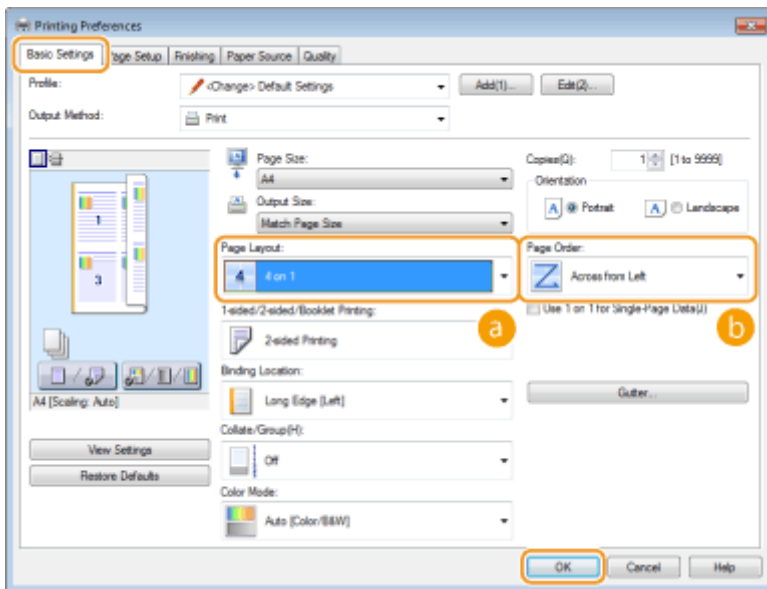 Printing Preferences
Basic Settings Page Setup Finishing Paper Source Quality
Profile: <Change> Default Settings Add(1)... Edit(2)...
Output Method: Print
Page Size: Copies(Q): 1 [1 to 9999]
A4 Orientation
Output Size: A Portrait A Landscape
Match Page Size
Page Layout: Page Order:
4 4 on 1 Across from Left
1-sided/2-sided/Booklet Printing: Use 1 on 1 for Single-Page Data(J)
a b
2-sided Printing
1
3
Binding Location:
Long Edge [Left] Gutter...
A4 [Scaling: Auto]
Collate/Group(H):
View Settings Off
Restore Defaults
Color Mode:
Auto [Color/B&W]
OK Cancel Help